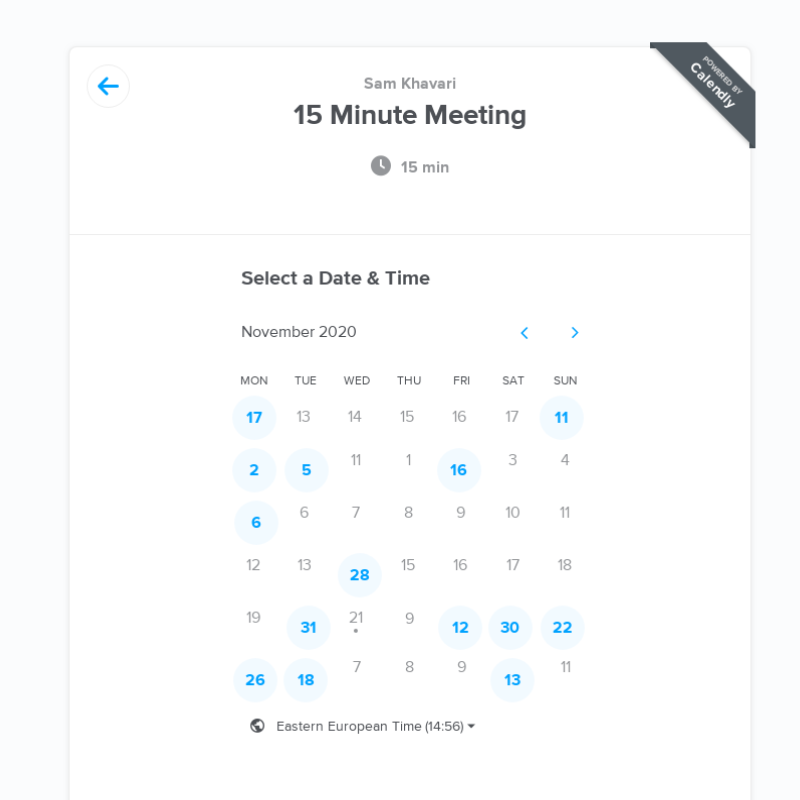 POWERED BY
Calendly
Sam Khavari
15 Minute Meeting
15 min
Select a Date & Time
November 2020
MON TUE WED THU FRI SAT SUN
17 13 14 15 16 17 11
2 5 11 1 16 3 4
6 6 7 8 9 10 11
12 13 28 15 16 17 18
19 31 21 9 12 30 22
26 18 7 8 9 13 11
Eastern European Time (14:56)